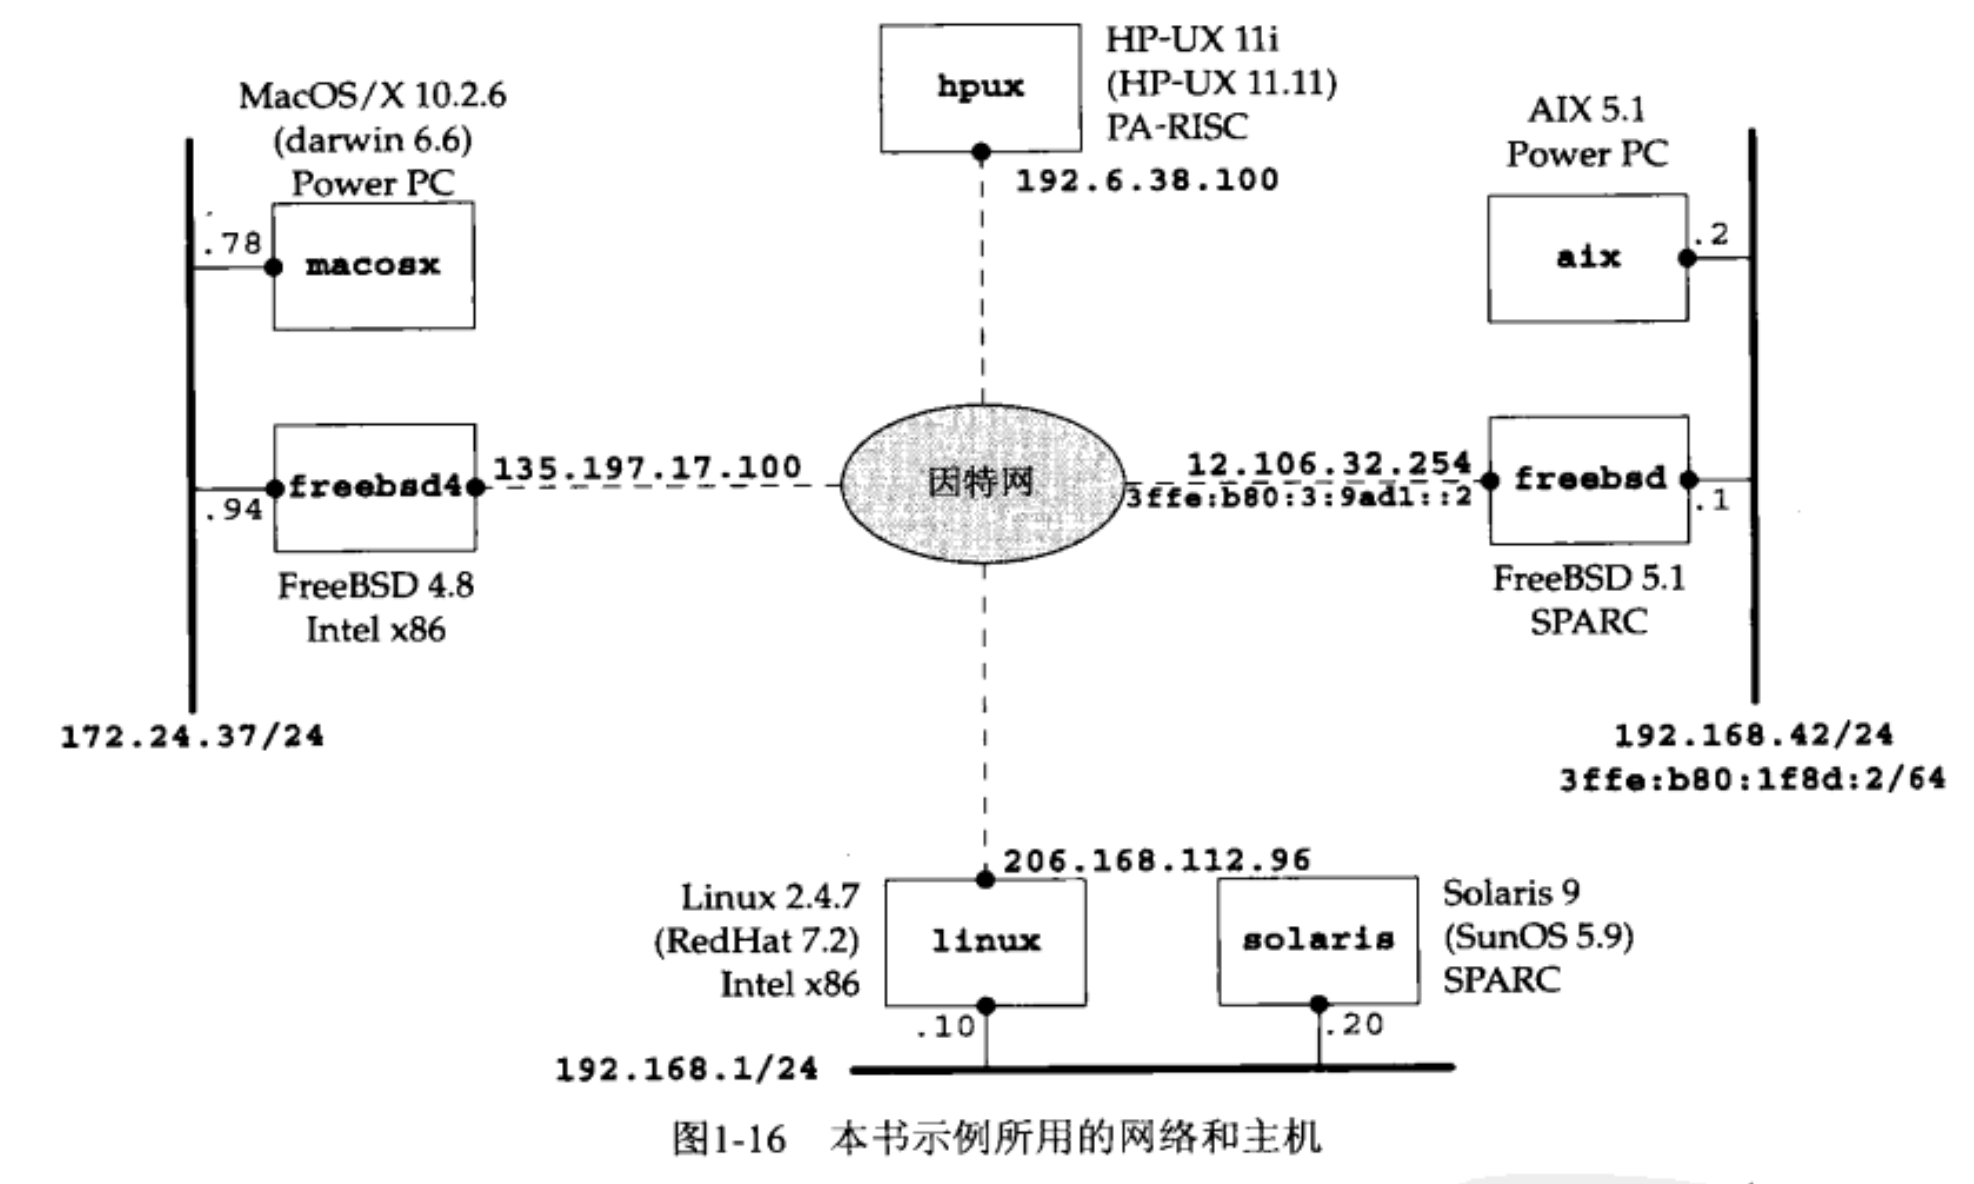 HP-UX 11i
(HP-UX 11.11)
PA-RISC
hpux
192.6.38.100
MacOS/X 10.2.6
(darwin 6.6)
Power PC
.78
macosx
AIX 5.1
Power PC
aix
.2
freebsd4
135.197.17.100
.94
FreeBSD 4.8
Intel x86
172.24.37/24
因特网
12.106.32.254
3ffe:b80:3:9ad1::2
freebsd
.1
FreeBSD 5.1
SPARC
192.168.42/24
3ffe:b80:1f8d:2/64
206.168.112.96
Linux 2.4.7
(RedHat 7.2)
Intel x86
linux
.10
solaris
Solaris 9
(SunOS 5.9)
SPARC
.20
192.168.1/24
图1-16 本书示例所用的网络和主机